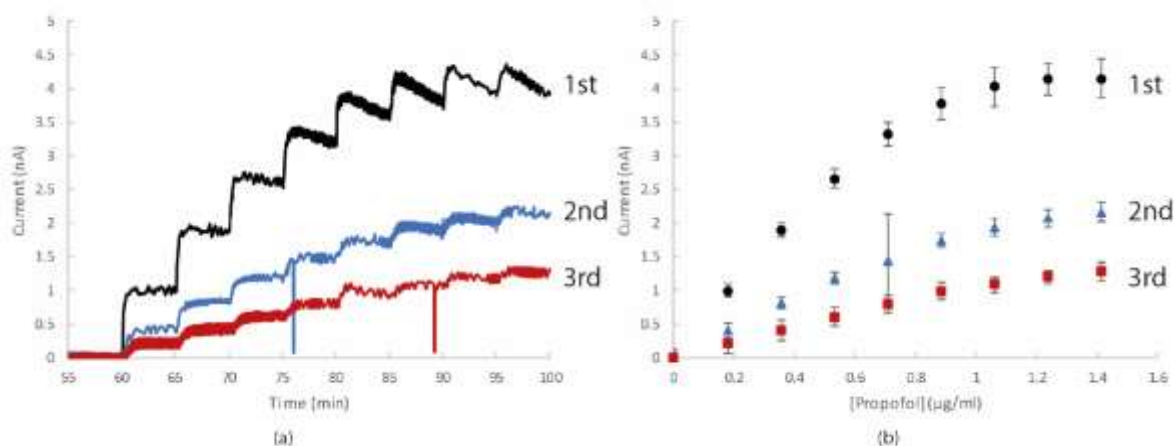 5
4.5
4
3.5
3
2.5
2
1.5
1
0.5
0
Current (nA)
55 60 65 70 75 80 85 90 95 100
Time (min)
1st
2nd
3rd
(a)
5
4.5
4
3.5
3
2.5
2
1.5
1
0.5
0
Current (nA)
0 0.2 0.4 0.6 0.8 1 1.2 1.4 1.6
[Propofol] (µg/ml)
1st
2nd
3rd
(b)